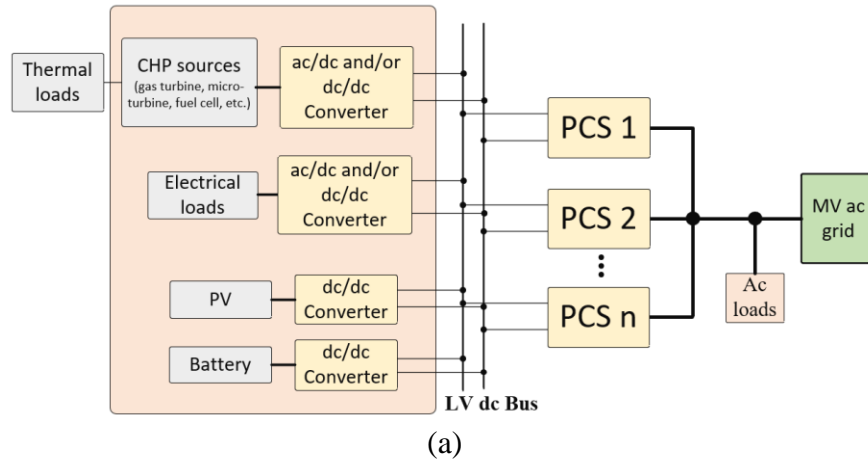 Thermal
loads
CHP sources
(gas turbine, micro-
turbine, fuel cell, etc.)
ac/dc and/or
dc/dc
Converter
Electrical
loads
ac/dc and/or
dc/dc
Converter
PV
dc/dc
Converter
Battery
dc/dc
Converter
LV dc Bus
PCS 1
PCS 2
PCS n
Ac
loads
MV ac
grid
(a)